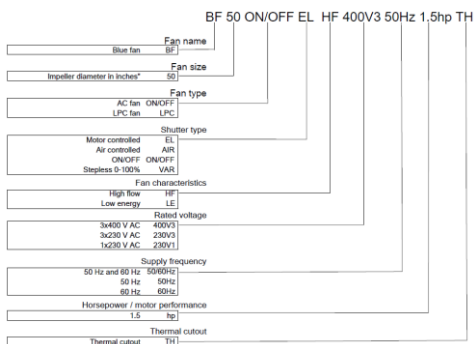 BF 50 ON/OFF EL HF 400V3 50Hz 1.5hp TH
Fan name
Blue fan BF
Fan size
Impeller diameter in Inches* 50
Fan type
AC fan ON/OFF
LPC fan LPC
Shutter type
Motor controlled EL
Air controlled AIR
ON/OFF ON/OFF
Stepless 0-100% VAR
Fan characteristics
High flow HF
Low energy LE
Rated voltage
3x400 V AC 400V3
3x230 V AC 230V3
1x230 V AC 230V1
Supply frequency
50 Hz and 60 Hz 50/60Hz
50 Hz 50Hz
60 Hz 60Hz
Horsepower / motor performance
1.5 hp
Thermal cutout
Thermal cutout TH